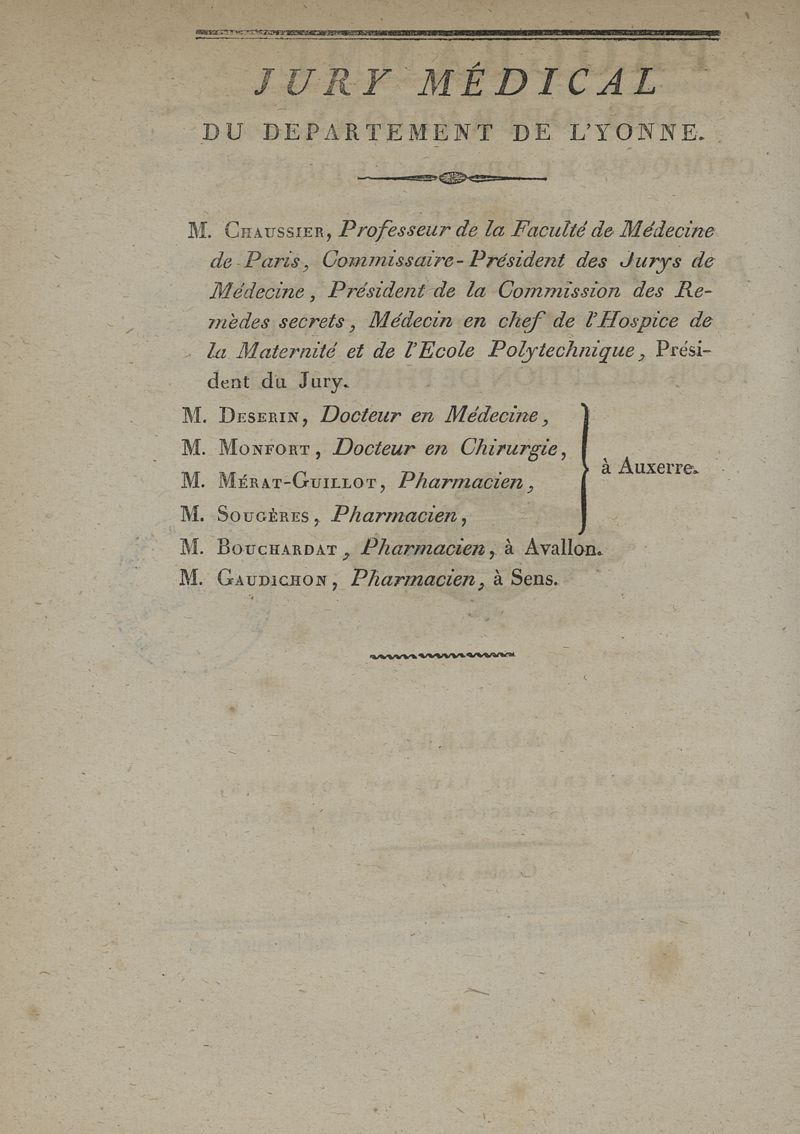 JURY MÉDICAL
DU DEPARTEMENT DE L'YONNE.
M. CHAUSSIER, Professeur de la Faculté de Médecine
de Paris, Commissaire-Président des Jurys de
Médecine, Président de la Commission des Re-
mèdes secrets, Médecin en chef de l'Hospice de
la Maternité et de l'Ecole Polytechnique, Prési-
dent du Jury.
M. DESERIN, Docteur en Médecine,
M. MONFORT, Docteur en Chirurgie,
à Auxerre.
M. MÉRAT-GUILLOT, Pharmacien,
M. SOUGÈRES, Pharmacien,
M. BOUCHARDAT, Pharmacien, à Avallon.
M. GAUDICHON, Pharmacien, à Sens.